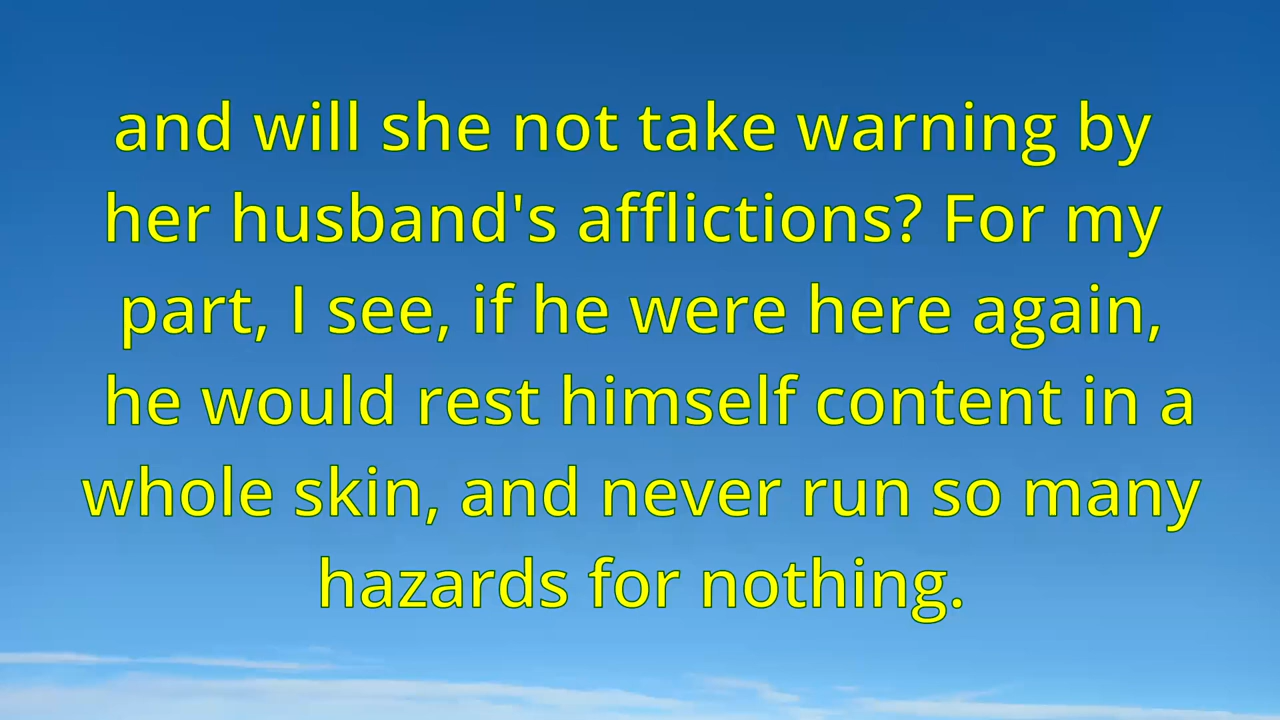 and will she not take warning by
her husband's afflictions? For my
part, I see, if he were here again,
he would rest himself content in a
whole skin, and never run so many
hazards for nothing.